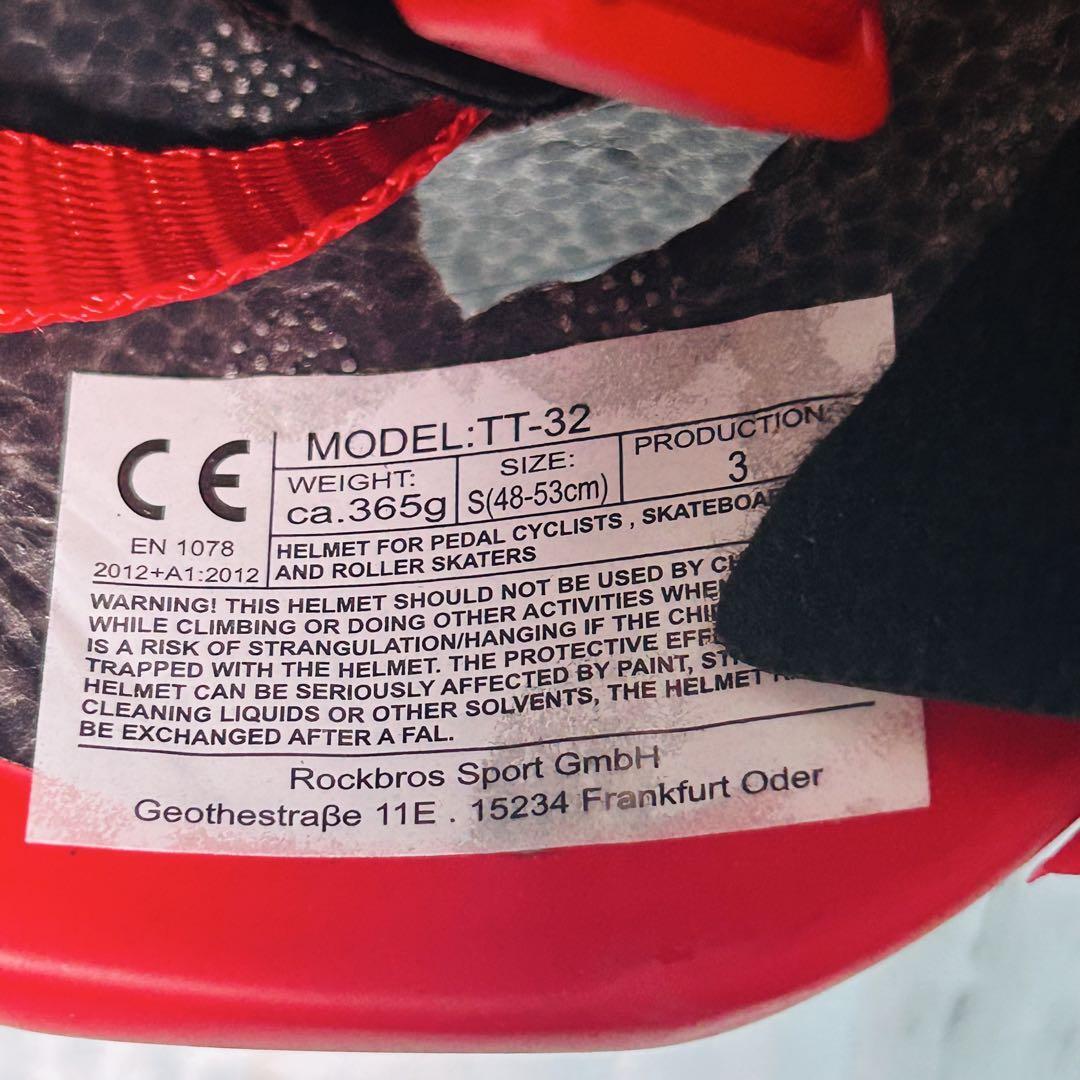 CE
EN 1078
2012+A1:2012
MODEL:TT-32
WEIGHT:
ca.365g
SIZE:
S(48-53cm)
PRODUCTION
3
HELMET FOR PEDAL CYCLISTS , SKATEBOA
AND ROLLER SKATERS
WARNING! THIS HELMET SHOULD NOT BE USED BY
WHILE CLIMBING OR DOING OTHER ACTIVITIES
IS A RISK OF STRANGULATION/HANGING IF THE
TRAPPED WITH THE HELMET. THE PROTECTIVE
HELMET CAN BE SERIOUSLY AFFECTED BY PAINT,
CLEANING LIQUIDS OR OTHER SOLVENTS, THE HELMET
BE EXCHANGED AFTER A FAL.
Rockbros Sport GmbH
Geothestraße 11E . 15234 Frankfurt Oder